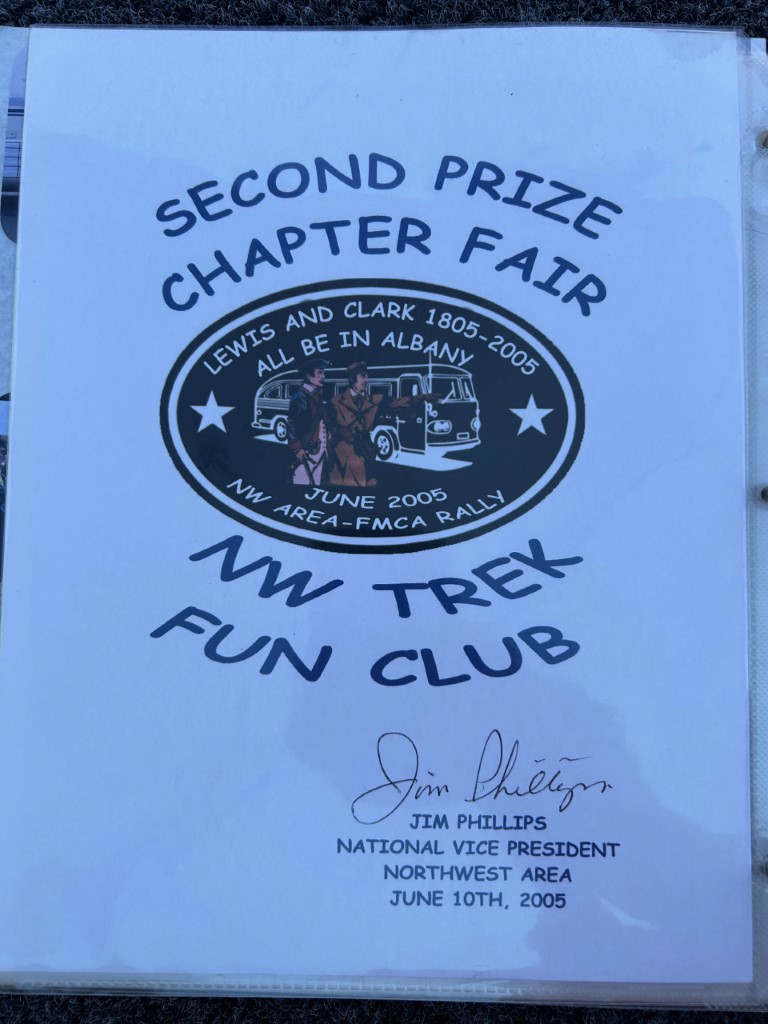 SECOND PRIZE
CHAPTER FAIR
LEWIS AND CLARK 1805-2005
ALL BE IN ALBANY
JUNE 2005
NW AREA-FMCA RALLY
NW TREK
FUN CLUB
Jim Phillips
JIM PHILLIPS
NATIONAL VICE PRESIDENT
NORTHWEST AREA
JUNE 10TH, 2005